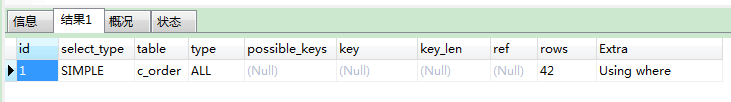 信息 结果1 概况 状态
id select_type table type possible_keys key key_len ref rows Extra
1 SIMPLE c_order ALL (Null) (Null) (Null) (Null) 42 Using where